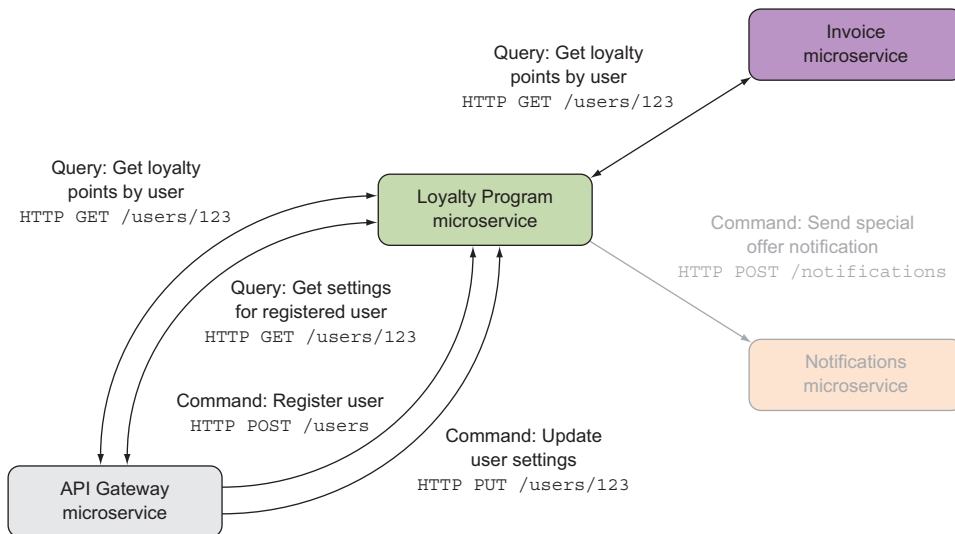 Invoice
microservice
Query: Get loyalty
points by user
HTTP GET /users/123
Query: Get loyalty
points by user
HTTP GET /users/123
Loyalty Program
microservice
Command: Send special
offer notification
HTTP POST /notifications
Query: Get settings
for registered user
HTTP GET /users/123
Notifications
microservice
Command: Register user
HTTP POST /users
Command: Update
user settings
HTTP PUT /users/123
API Gateway
microservice